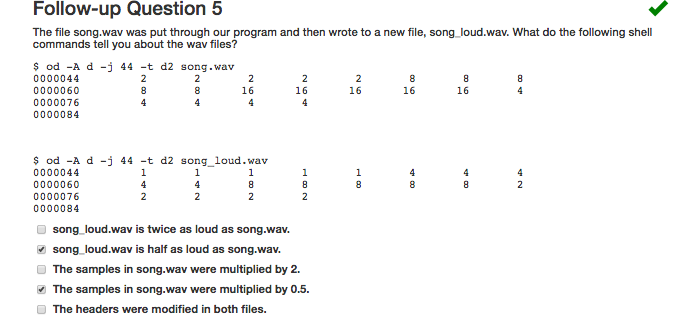 Follow-up Question 5
The file song.wav was put through our program and then wrote to a new file, song_loud.wav. What do the following shell
commands tell you about the wav files?
$ od -A d -j 44 -t d2 song.wav
0000044 2 2 2 2 2 8 8 8
0000060 8 8 16 16 16 16 16 4
0000076 4 4 4 4
0000084
$ od -A d -j 44 -t d2 song_loud.wav
0000044 1 1 1 1 1 4 4 4
0000060 4 4 8 8 8 8 8 2
0000076 2 2 2 2
0000084
song_loud.wav is twice as loud as song.wav.
song_loud.wav is half as loud as song.wav.
The samples in song.wav were multiplied by 2.
The samples in song.wav were multiplied by 0.5.
The headers were modified in both files.